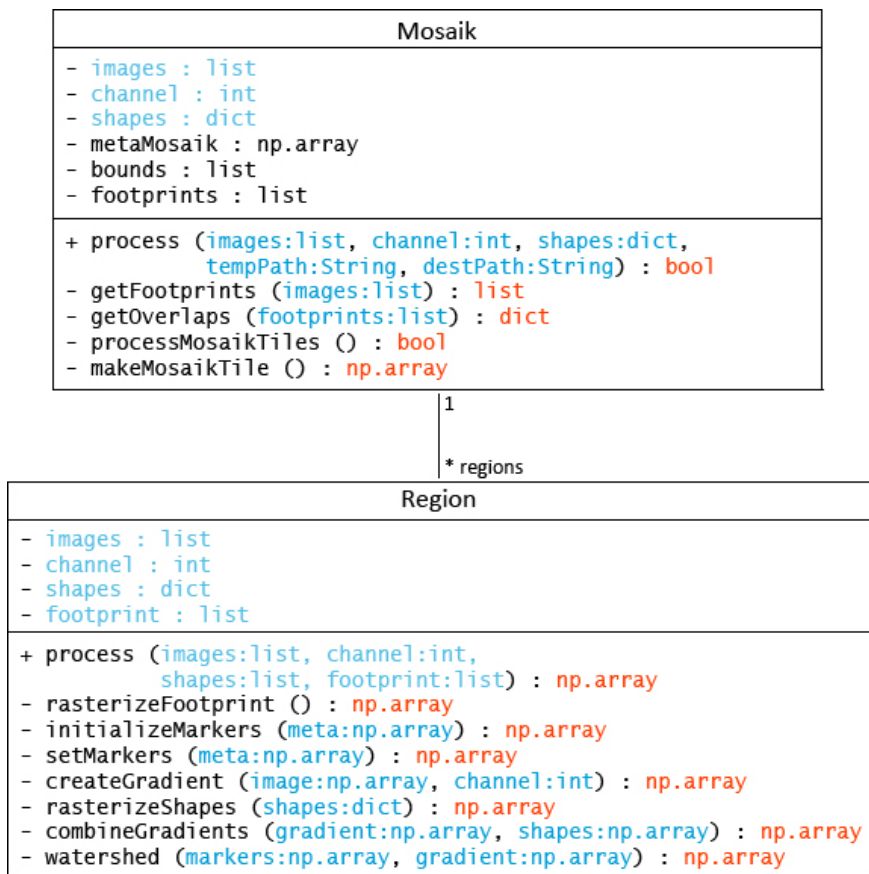 Mosaik
- images : list
- channel : int
- shapes : dict
- metaMosaik : np.array
- bounds : list
- footprints : list
+ process (images:list, channel:int, shapes:dict,
tempPath:String, destPath:String) : bool
- getFootprints (images:list) : list
- getOverlaps (footprints:list) : dict
- processMosaikTiles () : bool
- makeMosaikTile () : np.array
1
* regions
Region
- images : list
- channel : int
- shapes : dict
- footprint : list
+ process (images:list, channel:int,
shapes:list, footprint:list) : np.array
- rasterizeFootprint () : np.array
- initializeMarkers (meta:np.array) : np.array
- setMarkers (meta:np.array) : np.array
- createGradient (image:np.array, channel:int) : np.array
- rasterizeShapes (shapes:dict) : np.array
- combineGradients (gradient:np.array, shapes:np.array) : np.array
- watershed (markers:np.array, gradient:np.array) : np.array